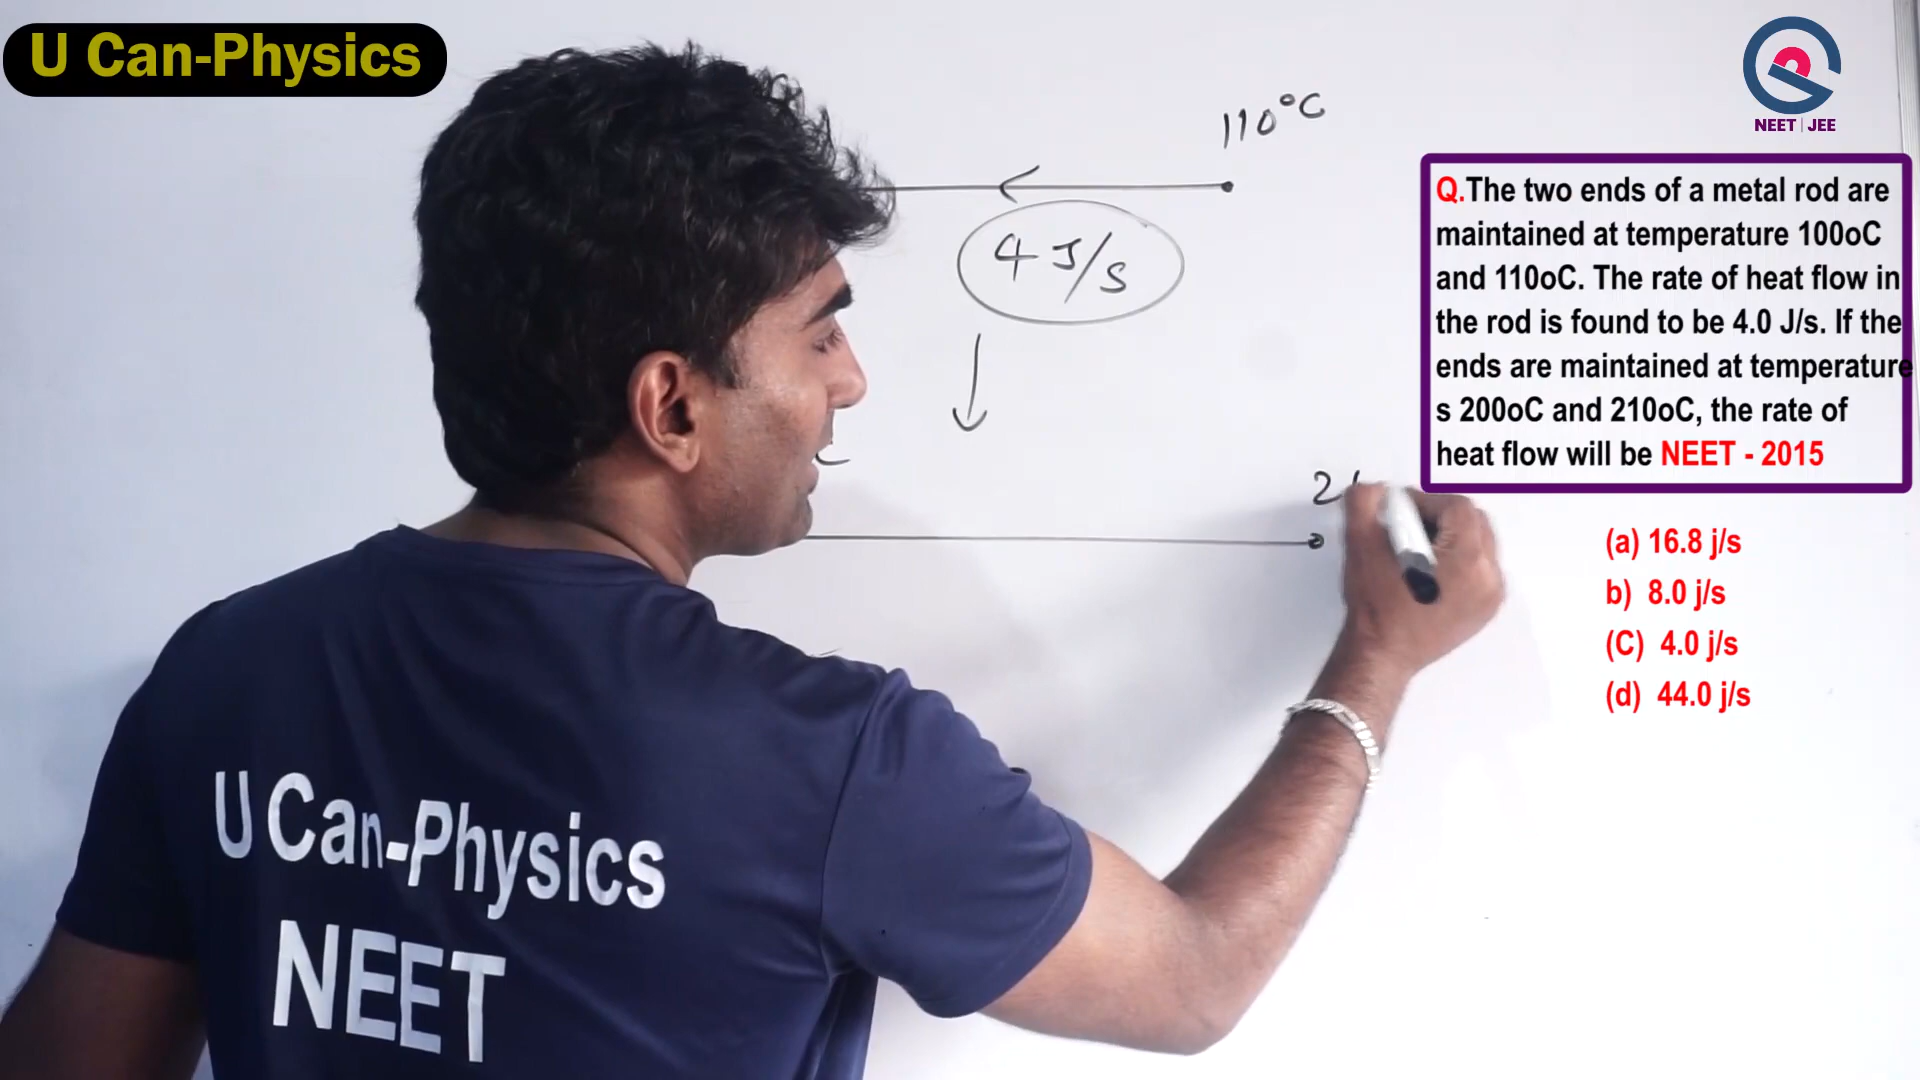 U Can-Physics
NEET | JEE
110°C
4 J/s
Q.The two ends of a metal rod are
maintained at temperature 100oC
and 110oC. The rate of heat flow in
the rod is found to be 4.0 J/s. If the
ends are maintained at temperature
s 200oC and 210oC, the rate of
heat flow will be NEET - 2015
(a) 16.8 j/s
b) 8.0 j/s
(C) 4.0 j/s
(d) 44.0 j/s
U Can-Physics
NEET